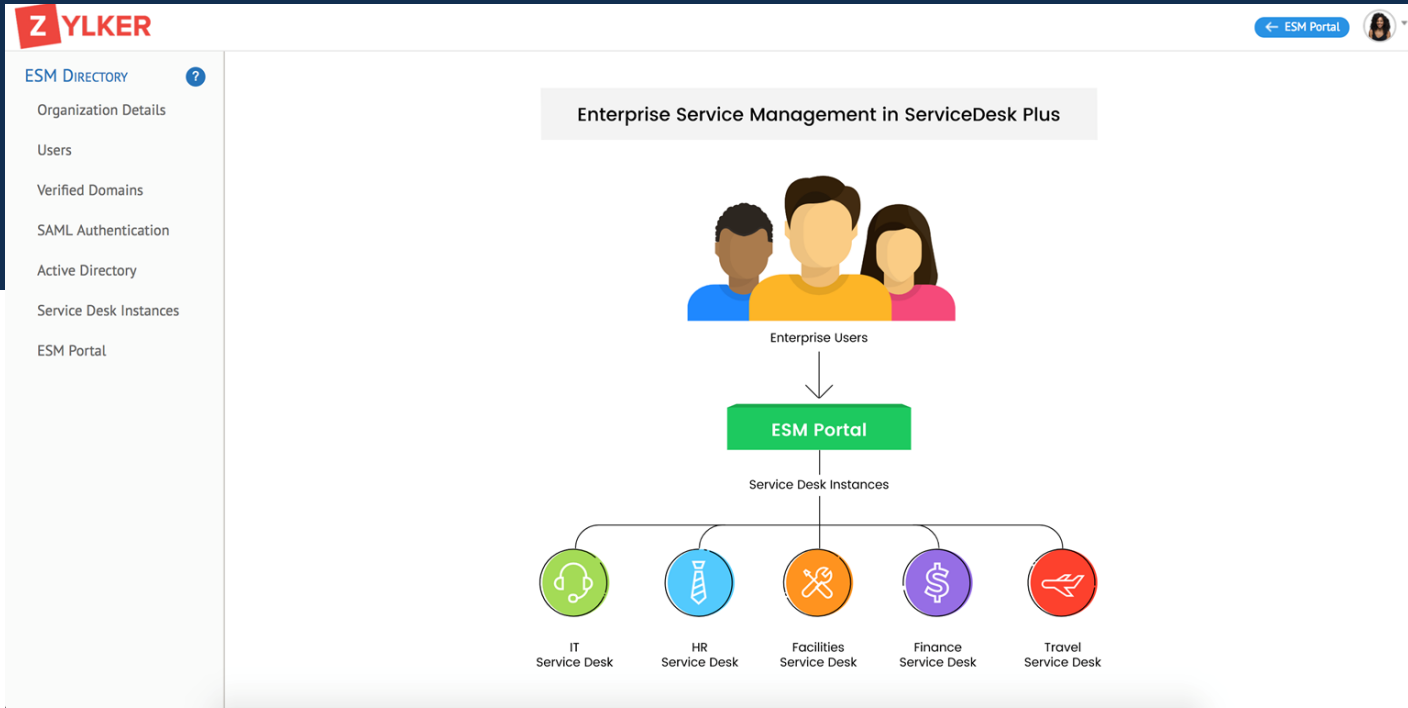 ZYLKER
ESM Portal
ESM Directory
?
Organization Details
Users
Verified Domains
SAML Authentication
Active Directory
Service Desk Instances
ESM Portal
Enterprise Service Management in ServiceDesk Plus
Enterprise Users
ESM Portal
Service Desk Instances
IT
Service Desk
HR
Service Desk
Facilities
Service Desk
Finance
Service Desk
Travel
Service Desk